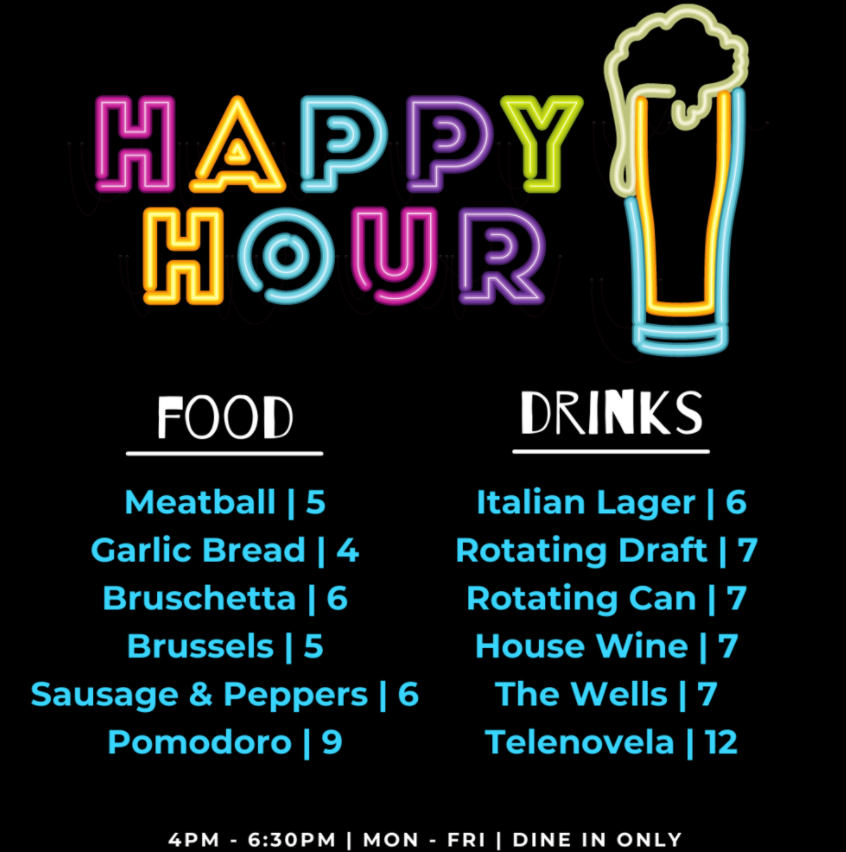 HAPPY
HOUR
FOOD
Meatball | 5
Garlic Bread | 4
Bruschetta | 6
Brussels | 5
Sausage & Peppers | 6
Pomodoro | 9
DRINKS
Italian Lager | 6
Rotating Draft | 7
Rotating Can | 7
House Wine | 7
The Wells | 7
Telenovela | 12
4PM - 6:30PM | MON - FRI | DINE IN ONLY